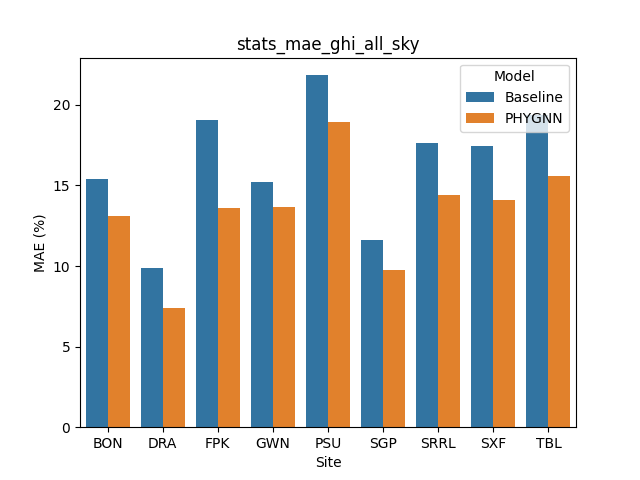 stats_mae_ghi_all_sky
Model
Baseline
PHYGNN
MAE (%)
20
15
10
5
0
BON DRA FPK GWN PSU SGP SRRL SXF TBL
Site